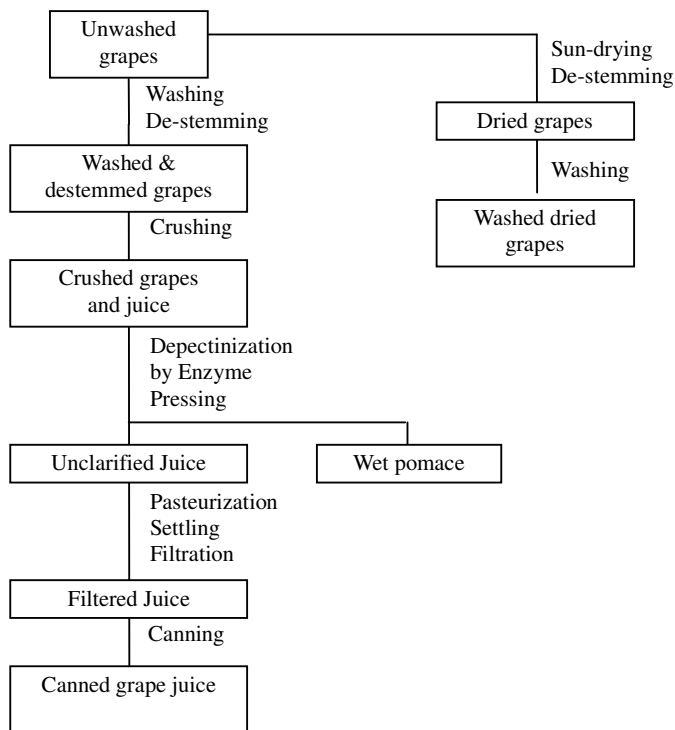 Unwashed
grapes
Sun-drying
De-stemming
Washing
De-stemming
Dried grapes
Washed &
destemmed grapes
Washing
Washed dried
grapes
Crushing
Crushed grapes
and juice
Depectinization
by Enzyme
Pressing
Unclarified Juice
Wet pomace
Pasteurization
Settling
Filtration
Filtered Juice
Canning
Canned grape juice